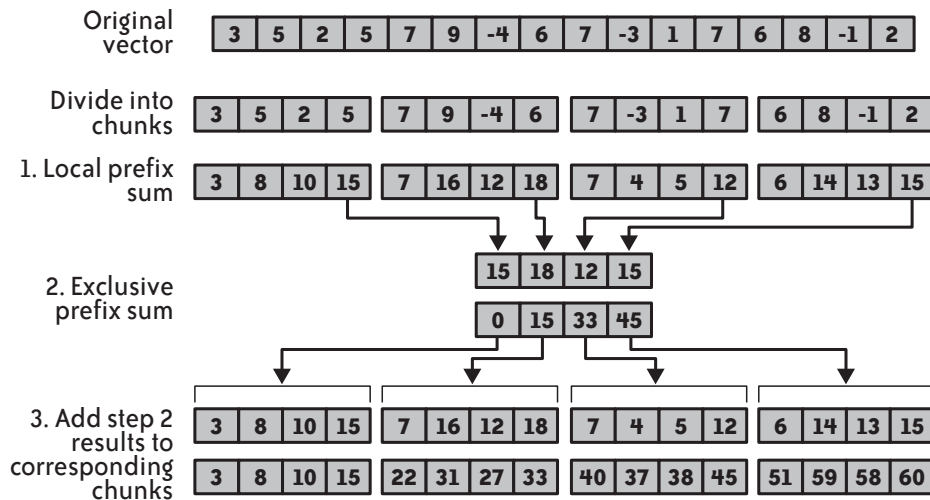 Original
vector
3 5 2 5 7 9 -4 6 7 -3 1 7 6 8 -1 2
Divide into
chunks
3 5 2 5 7 9 -4 6 7 -3 1 7 6 8 -1 2
1. Local prefix
sum
3 8 10 15 7 16 12 18 7 4 5 12 6 14 13 15
15 18 12 15
2. Exclusive
prefix sum
0 15 33 45
3. Add step 2
results to
corresponding
chunks
3 8 10 15 7 16 12 18 7 4 5 12 6 14 13 15
3 8 10 15 22 31 27 33 40 37 38 45 51 59 58 60